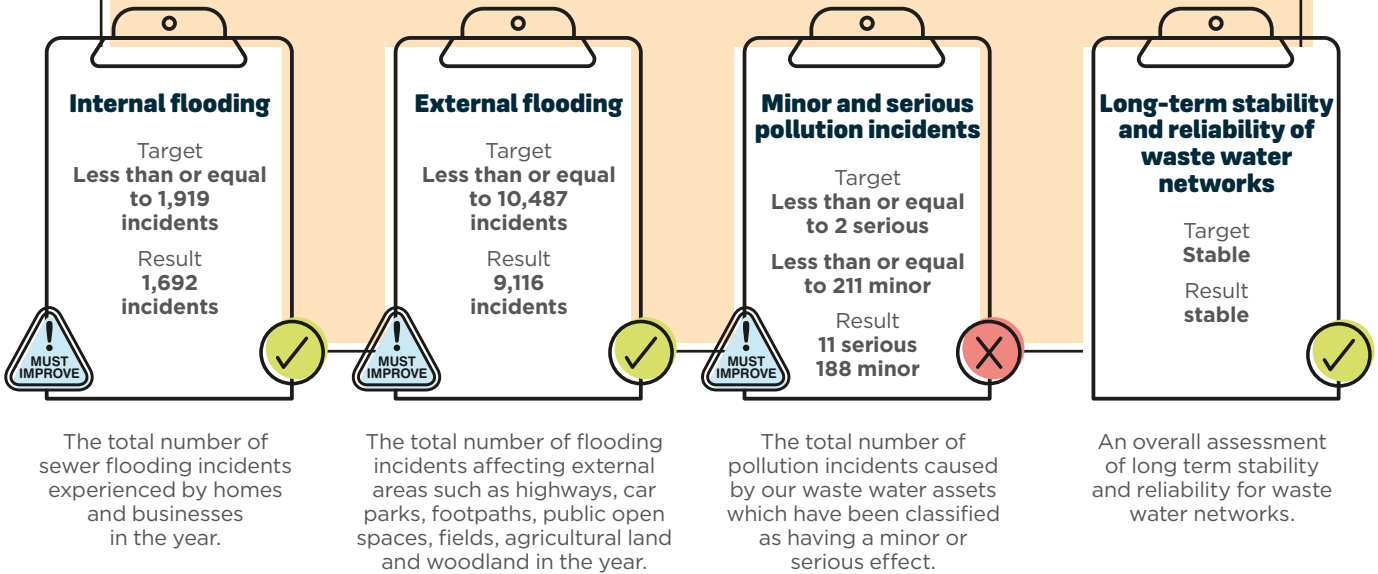 Internal flooding
Target
Less than or equal
to 1,919
incidents
Result
1,692
incidents
!
MUST
IMPROVE
The total number of
sewer flooding incidents
experienced by homes
and businesses
in the year.
External flooding
Target
Less than or equal
to 10,487
incidents
Result
9,116
incidents
!
MUST
IMPROVE
The total number of flooding
incidents affecting external
areas such as highways, car
parks, footpaths, public open
spaces, fields, agricultural land
and woodland in the year.
Minor and serious
pollution incidents
Target
Less than or equal
to 2 serious
Less than or equal
to 211 minor
Result
11 serious
188 minor
!
MUST
IMPROVE
The total number of
pollution incidents caused
by our waste water assets
which have been classified
as having a minor or
serious effect.
Long-term stability
and reliability of
waste water
networks
Target
Stable
Result
stable
An overall assessment
of long term stability
and reliability for waste
water networks.